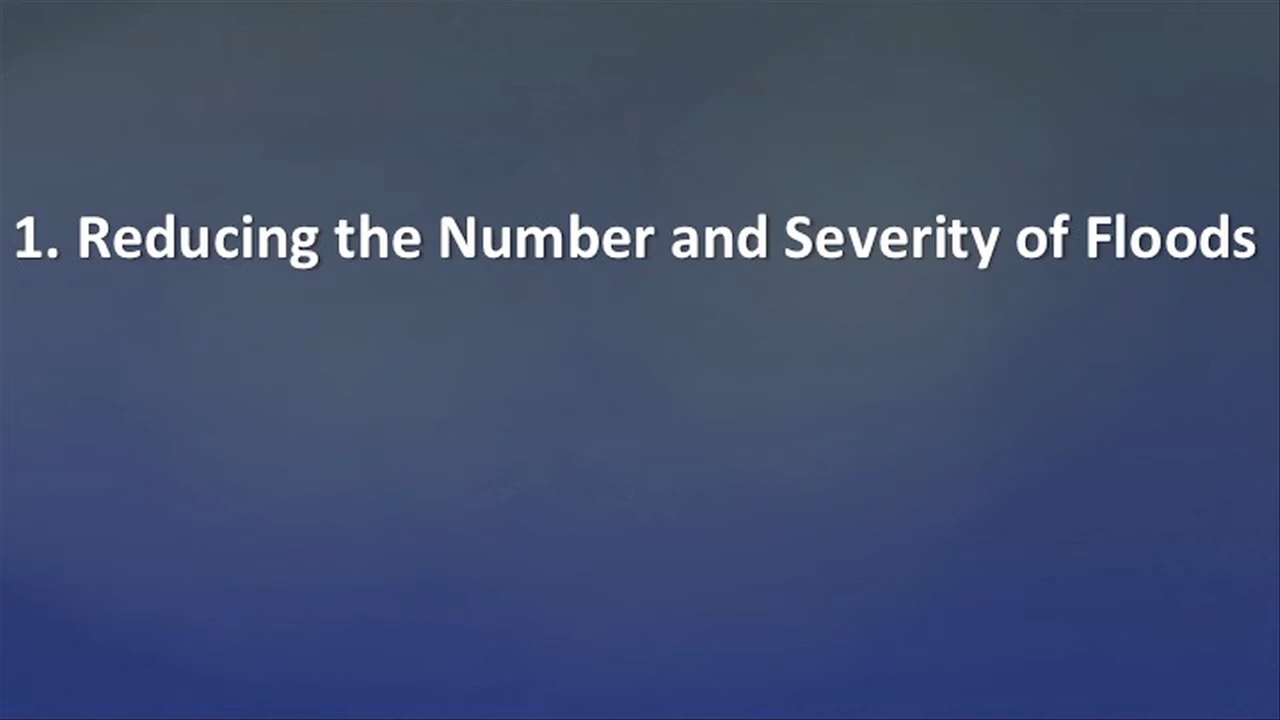 1. Reducing the Number and Severity of Floods